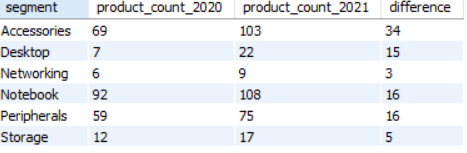 segment product_count_2020 product_count_2021 difference
Accessories 69 103 34
Desktop 7 22 15
Networking 6 9 3
Notebook 92 108 16
Peripherals 59 75 16
Storage 12 17 5